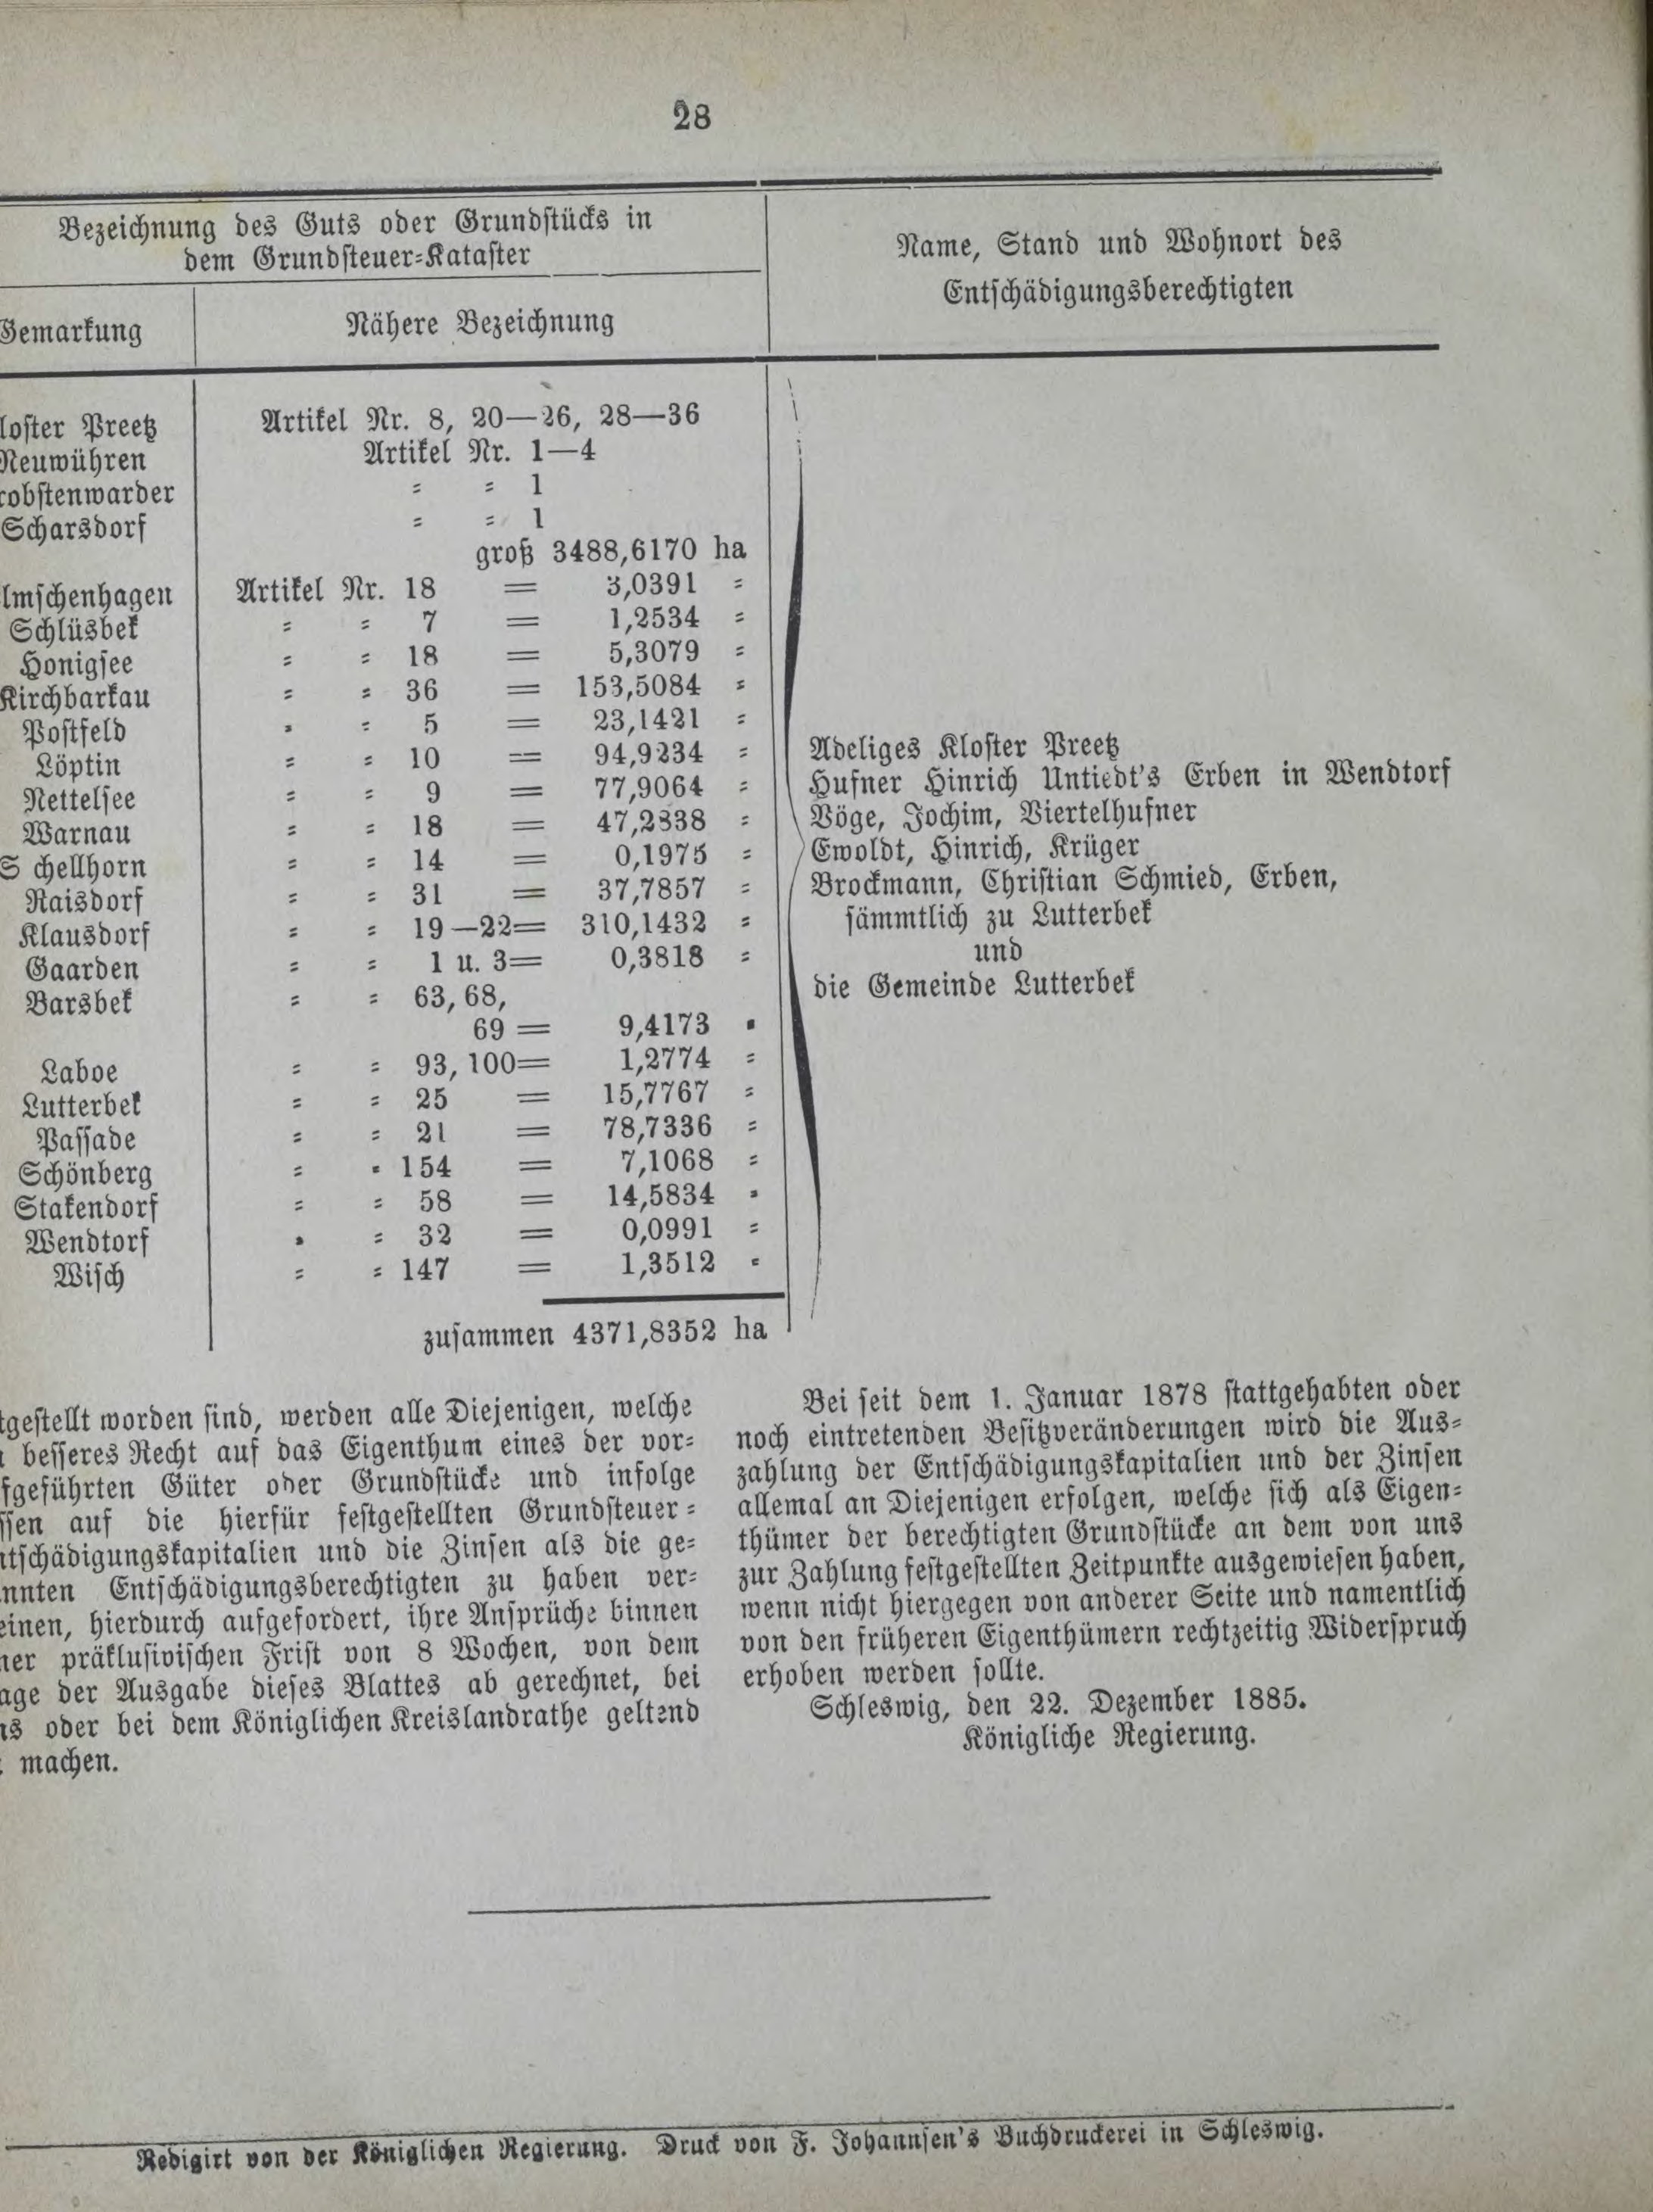 28
Bezeichnung des Guts oder Grundstücks in
dem Grundsteuer=Kataster
Name, Stand und Wohnort des
Entschädigungsberechtigten
Gemarkung
Nähere Bezeichnung
loster Preetz Artikel Nr. 8, 20—26, 28—36
Neuwühren Artikel Nr. 1—4
robstenwarder = = 1
Scharsdorf = = 1
groß 3488,6170 ha
lmschenhagen Artikel Nr. 18 = 3,0391 =
Schlüsbek = = 7 = 1,2534 =
Honigsee = = 18 = 5,3079 =
Kirchbarkau = = 36 = 153,5084 =
Postfeld = = 5 = 23,1421 =
Löptin = = 10 = 94,9234 =
Nettelsee = = 9 = 77,9064 =
Warnau = = 18 = 47,2838 =
S chellhorn = = 14 = 0,1975 =
Raisdorf = = 31 = 37,7857 =
Klausdorf = = 19—22= 310,1432 =
Gaarden = = 1 u. 3= 0,3818 =
Barsbek = = 63, 68,
69 = 9,4173 =
Laboe = = 93, 100= 1,2774 =
Lutterbek = = 25 = 15,7767 =
Passade = = 21 = 78,7336 =
Schönberg = = 154 = 7,1068 =
Stakendorf = = 58 = 14,5834 =
Wendtorf = = 32 = 0,0991 =
Wisch = = 147 = 1,3512 =
zusammen 4371,8352 ha
Adeliges Kloster Preetz
Hufner Hinrich Untiedt's Erben in Wendtorf
Vöge, Jochim, Viertelhufner
Ewoldt, Hinrich, Krüger
Brockmann, Christian Schmied, Erben,
sämmtlich zu Lutterbek
und
die Gemeinde Lutterbek
tgestellt worden sind, werden alle Diejenigen, welche
besseres Recht auf das Eigenthum eines der vor=
fgeführten Güter oder Grundstücke und infolge
ssen auf die hierfür festgestellten Grundsteuer=
tschädigungskapitalien und die Zinsen als die ge=
nnten Entschädigungsberechtigten zu haben ver=
einen, hierdurch aufgefordert, ihre Ansprüche binnen
ner präklusivischen Frist von 8 Wochen, von dem
age der Ausgabe dieses Blattes ab gerechnet, bei
ns oder bei dem Königlichen Kreislandrathe geltend
machen.
Bei seit dem 1. Januar 1878 stattgehabten oder
noch eintretenden Besitzveränderungen wird die Aus=
zahlung der Entschädigungskapitalien und der Zinsen
allemal an Diejenigen erfolgen, welche sich als Eigen=
thümer der berechtigten Grundstücke an dem von uns
zur Zahlung festgestellten Zeitpunkte ausgewiesen haben,
wenn nicht hiergegen von anderer Seite und namentlich
von den früheren Eigenthümern rechtzeitig Widerspruch
erhoben werden sollte.
Schleswig, den 22. Dezember 1885.
Königliche Regierung.
Redigirt von der Königlichen Regierung. Druck von F. Johannsen's Buchdruckerei in Schleswig.